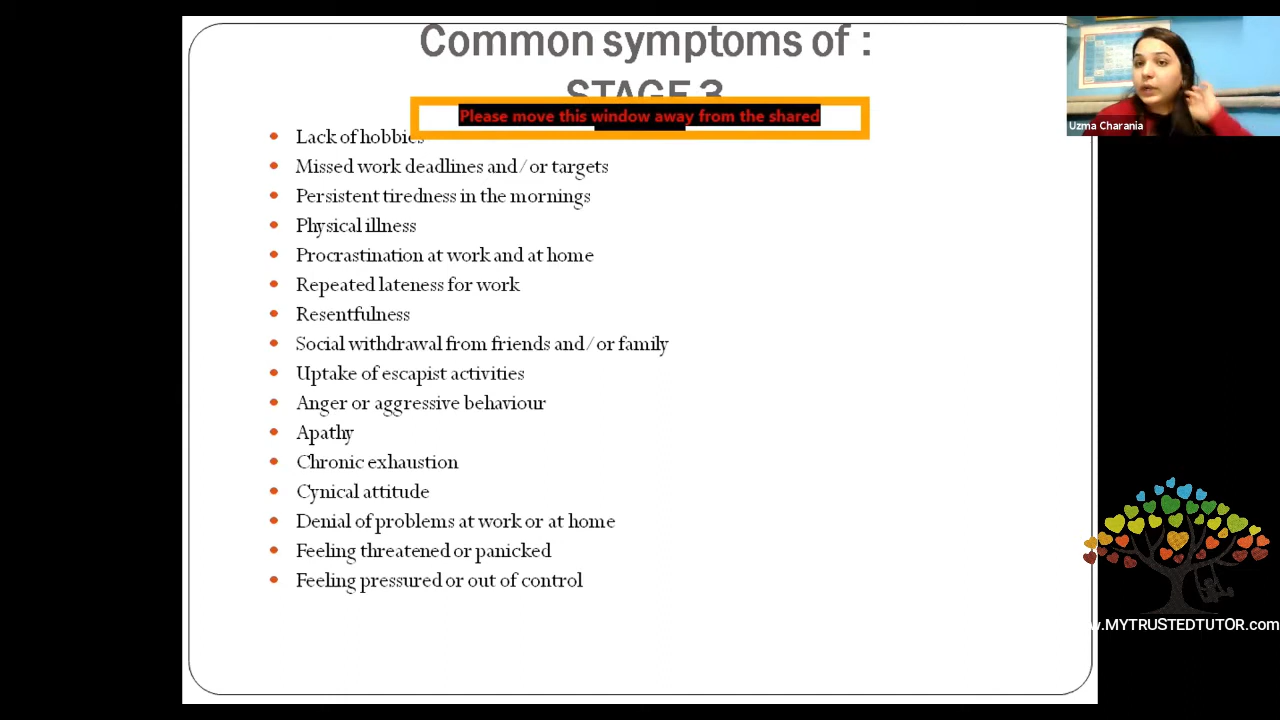 Common symptoms of :
STAGE 3
Please move this window away from the shared
Lack of hobbies
Missed work deadlines and/or targets
Persistent tiredness in the mornings
Physical illness
Procrastination at work and at home
Repeated lateness for work
Resentfulness
Social withdrawal from friends and/or family
Uptake of escapist activities
Anger or aggressive behaviour
Apathy
Chronic exhaustion
Cynical attitude
Denial of problems at work or at home
Feeling threatened or panicked
Feeling pressured or out of control
Uzma Charania
w.MYTRUSTEDTUTOR.com